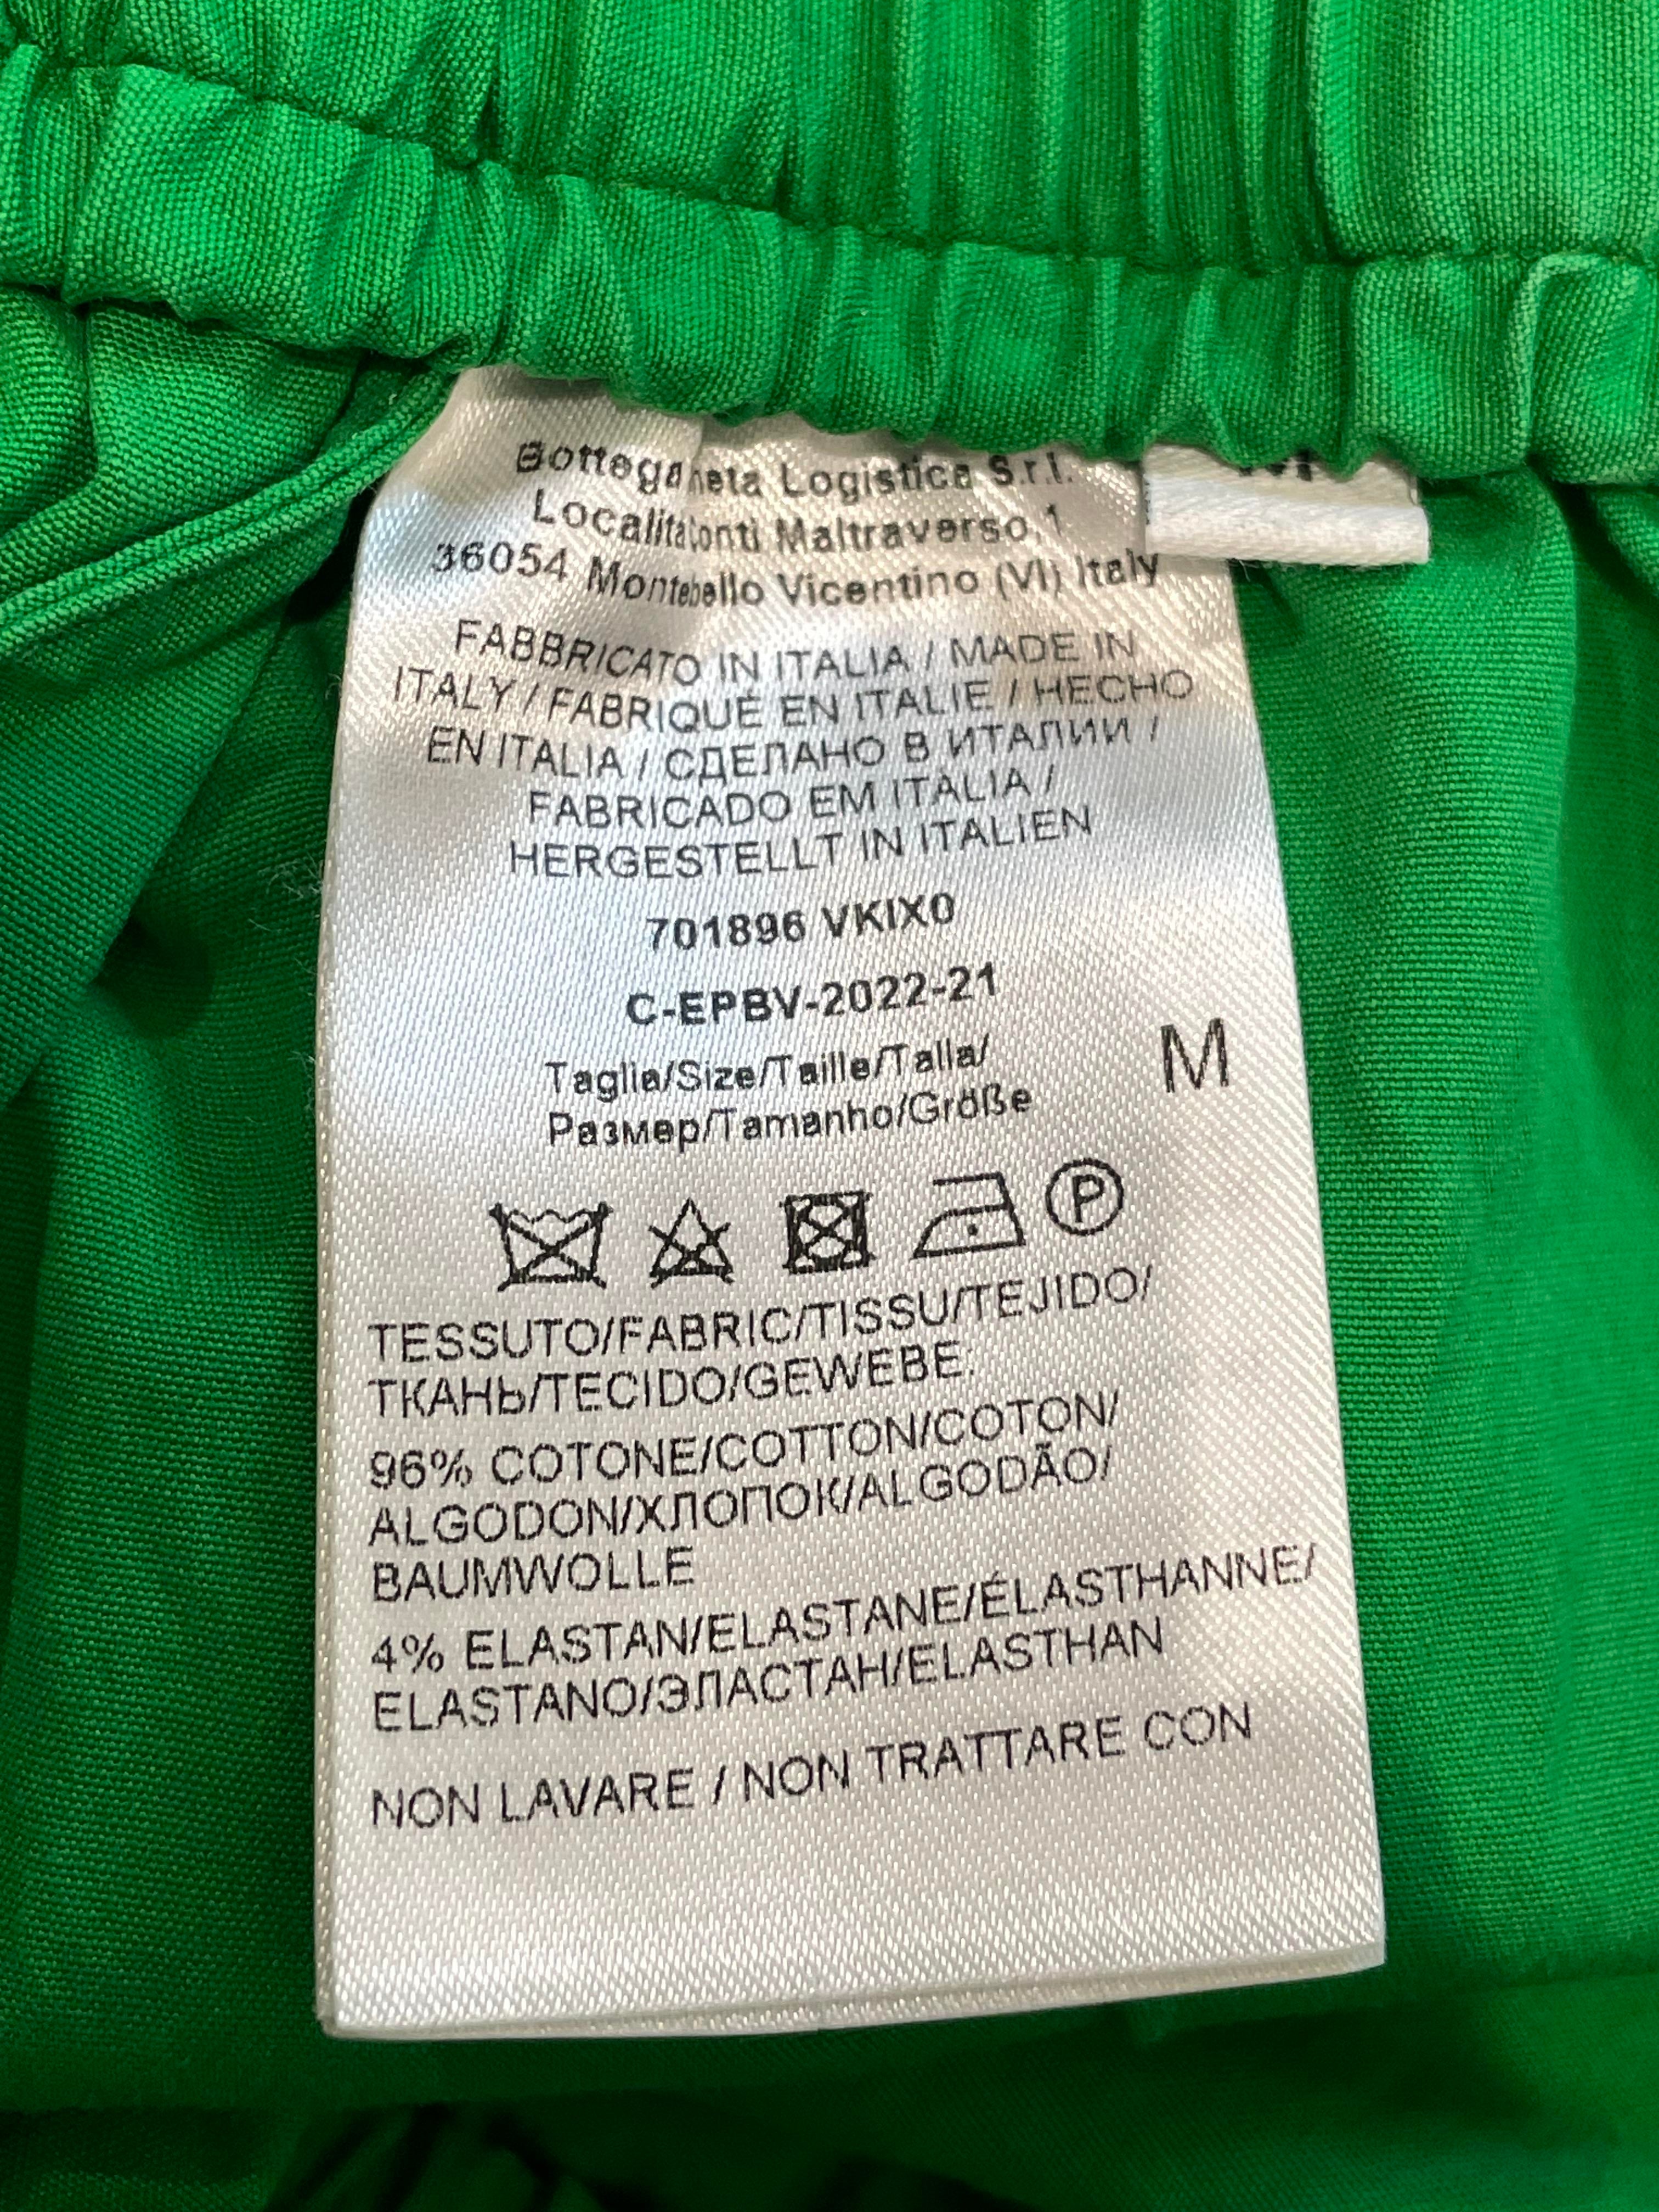 Logistica S.r.l.
Maltraverso,1
36054 Montebello Vicentino (VI) Italy
FABBRICATO IN ITALIA / MADE IN
ITALY / FABRIQUÉ EN ITALIE / HECHO
EN ITALIA / СДЕЛАНО В ИТАЛИИ /
FABRICADO EM ITALIA /
HERGESTELLT IN ITALIEN
701896 VKIX0
C-EPBV-2022-21
Taglia/Size/Taille/Talla/
Размер/Tamanho/Größe
M
P
TESSUTO/FABRIC/TISSU/TEJIDO/
ТКАНЬ/TECIDO/GEWEBE:
96% COTONE/COTTON/COTON/
ALGODON/ХЛОПОК/ALGODÃO/
BAUMWOLLE
4% ELASTAN/ELASTANE/ÉLASTHANNE/
ELASTANO/ЭЛАСТАН/ELASTHAN
NON LAVARE / NON TRATTARE CON